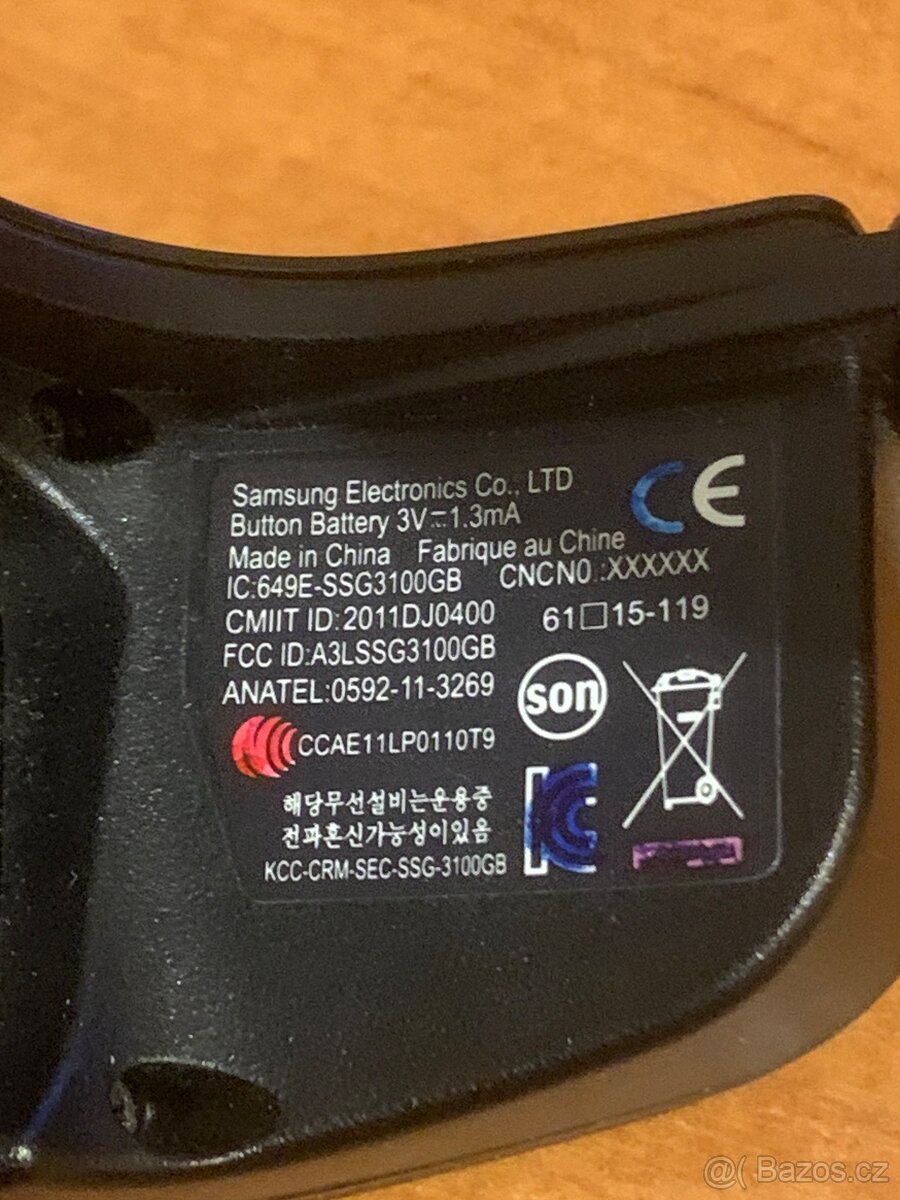 Samsung Electronics Co., LTD
CE
Button Battery 3V⎓1.3mA
Made in China Fabrique au Chine
IC:649E-SSG3100GB CNCN0.:XXXXXX
CMIIT ID:2011DJ0400 61□15-119
FCC ID:A3LSSG3100GB
ANATEL:0592-11-3269
son
CCAE11LP0110T9
해당무선설비는운용중
전파혼신가능성이있음
KC
KCC-CRM-SEC-SSG-3100GB
@( Bazos.cz